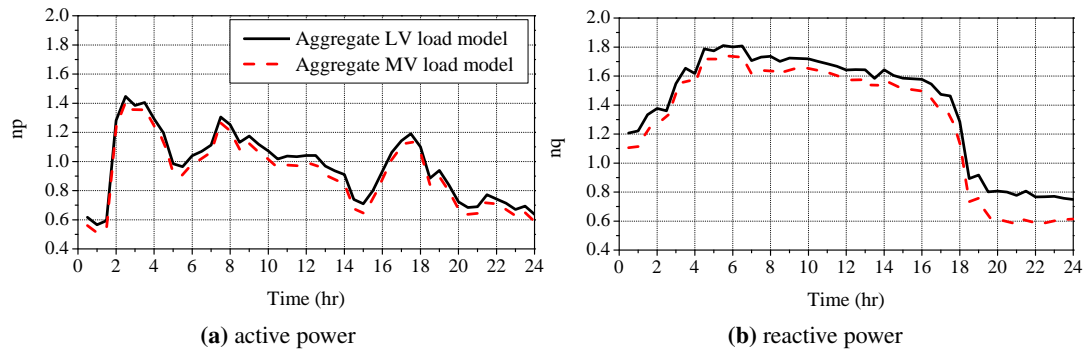 2.0
1.8
1.6
1.4
1.2
1.0
0.8
0.6
0.4
np
Aggregate LV load model
Aggregate MV load model
0 2 4 6 8 10 12 14 16 18 20 22 24
Time (hr)
(a) active power
2.0
1.8
1.6
1.4
1.2
1.0
0.8
0.6
0.4
nq
0 2 4 6 8 10 12 14 16 18 20 22 24
Time (hr)
(b) reactive power